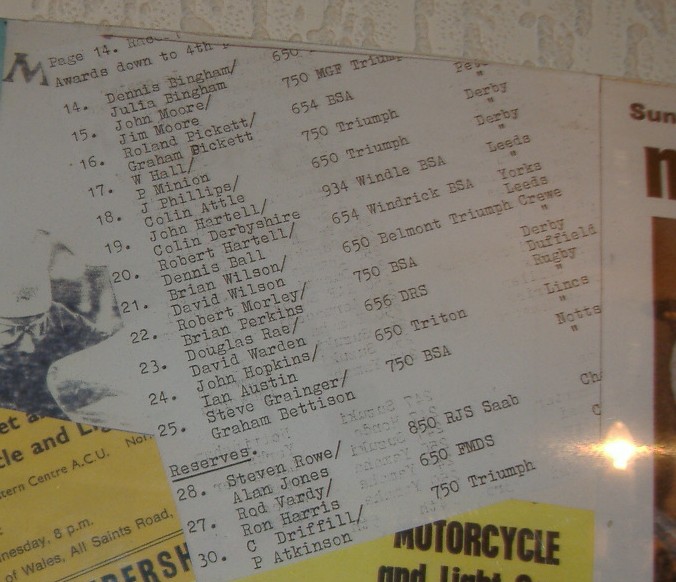 Page 14.
Awards down to 4th
14. Dennis Bingham/ 650
Julia Bingham
15. John Moore/ 750 MGF Triumph
Jim Moore "
16. Roland Pickett/ 654 BSA Derby
Graham Pickett "
17. W Hall/ 750 Triumph Derby
P Minion "
18. J Phillips/ 650 Triumph Leeds
Colin Attle "
19. John Hartell/ 934 Windle BSA Yorks
Colin Derbyshire Leeds
20. Robert Hartell/ 654 Windrick BSA Crewe
Dennis Ball "
21. Brian Wilson/ 650 Belmont Triumph Derby
David Wilson Duffield
22. Robert Morley/ 750 BSA Rugby
Brian Perkins "
23. Douglas Rae/ 656 DRS Lincs
David Warden "
24. John Hopkins/ 650 Triton Notts
Ian Austin "
25. Steve Grainger/ 750 BSA
Graham Bettison
Reserves.
28. Steven Rowe/ 850 RJS Saab
Alan Jones
27. Rod Vardy/ 650 FMDS
Ron Harris
30. C Driffill/ 750 Triumph
P Atkinson
Centre A.C.U.
8 p.m.
of Wales, All Saints Road,
MOTORCYCLE
and Light
Sun